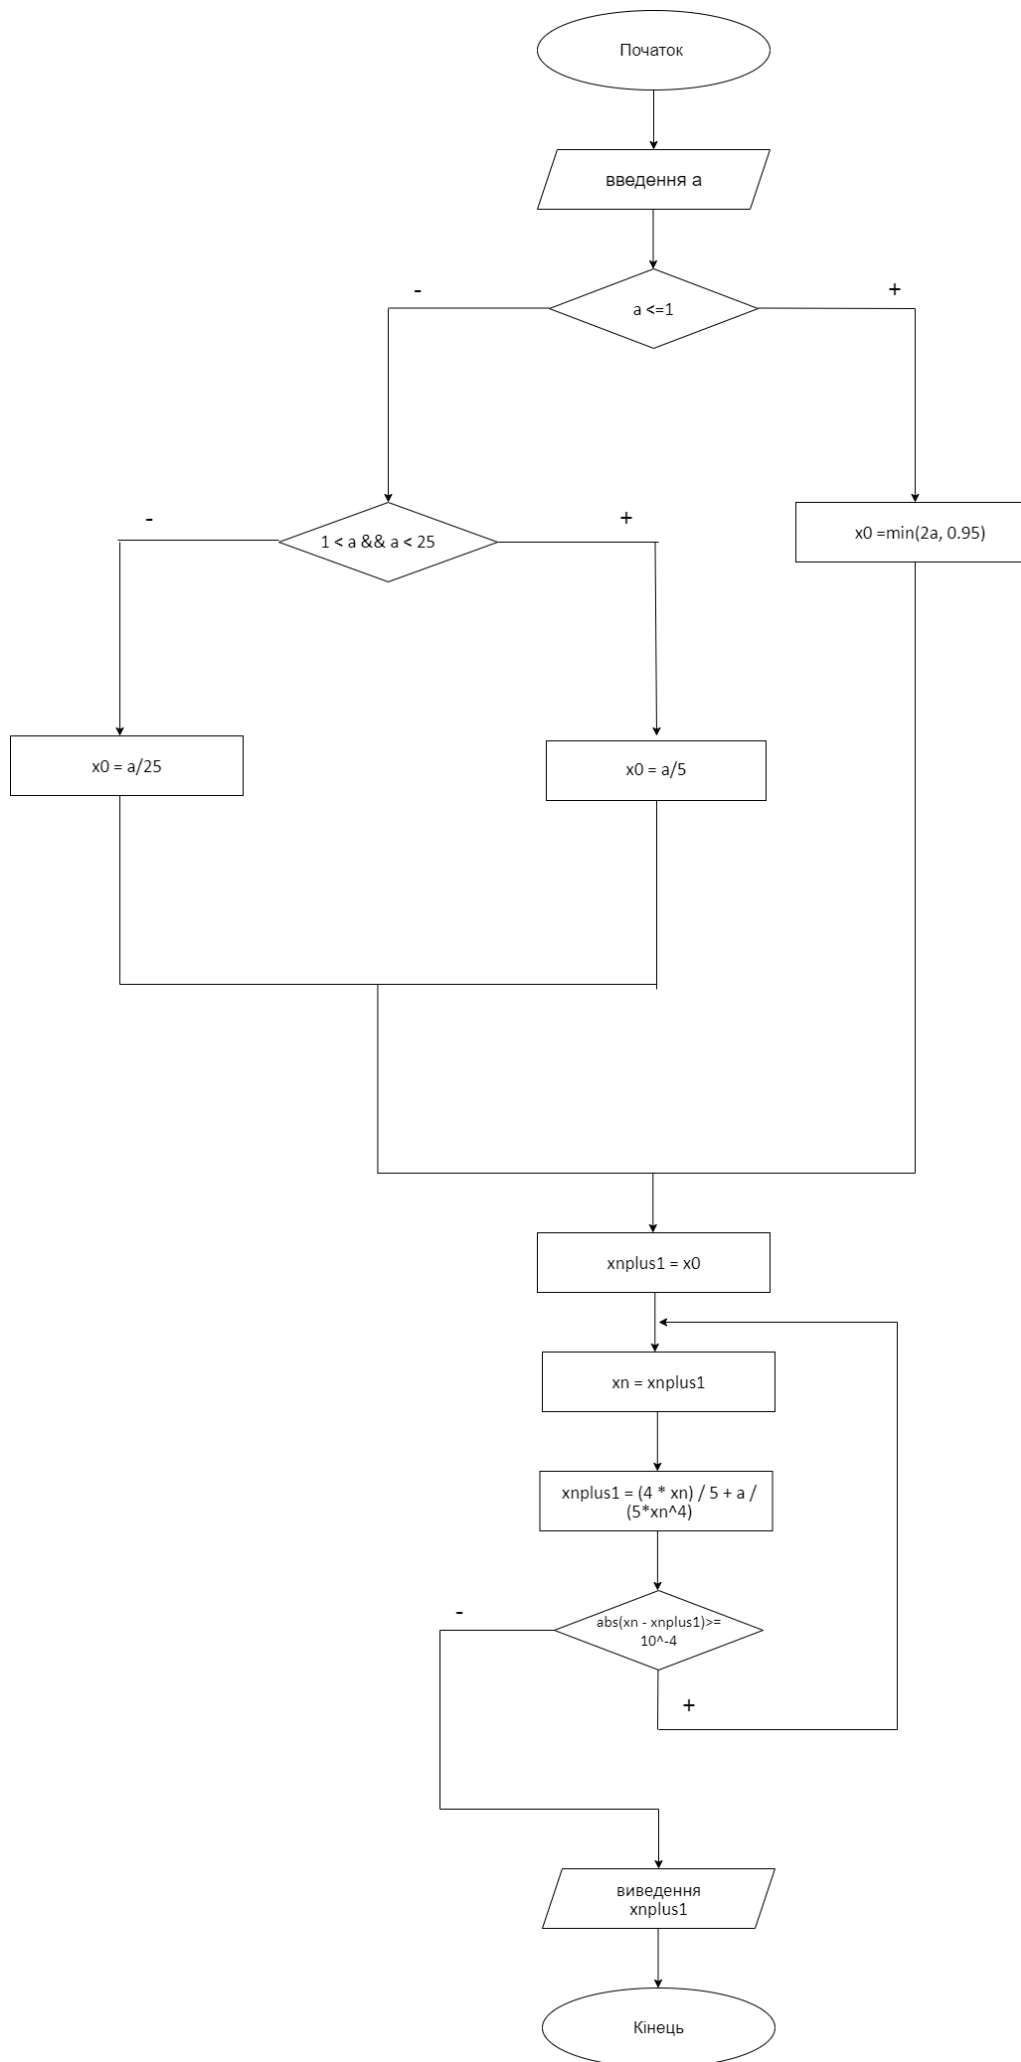 Початок
введення а
a <=1
-
+
1 < a && a < 25
-
+
x0 =min(2a, 0.95)
x0 = a/25
x0 = a/5
xnplus1 = x0
xn = xnplus1
xnplus1 = (4 * xn) / 5 + a /
(5*xn^4)
abs(xn - xnplus1)>=
10^-4
-
+
виведення
xnplus1
Кінець